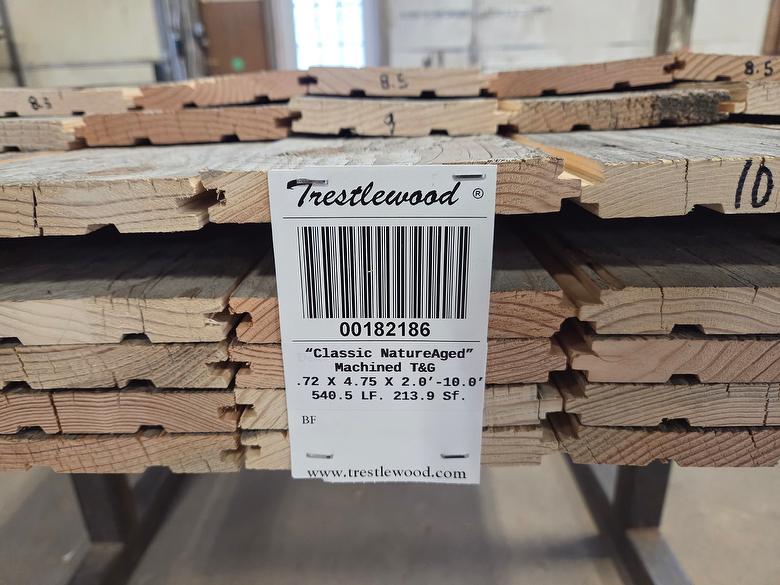 8.5
8.5
8.5
9
10
Trestlewood ®
00182186
“Classic NatureAged”
Machined T&G
.72 X 4.75 X 2.0’-10.0’
540.5 LF. 213.9 Sf.
BF
www.trestlewood.com